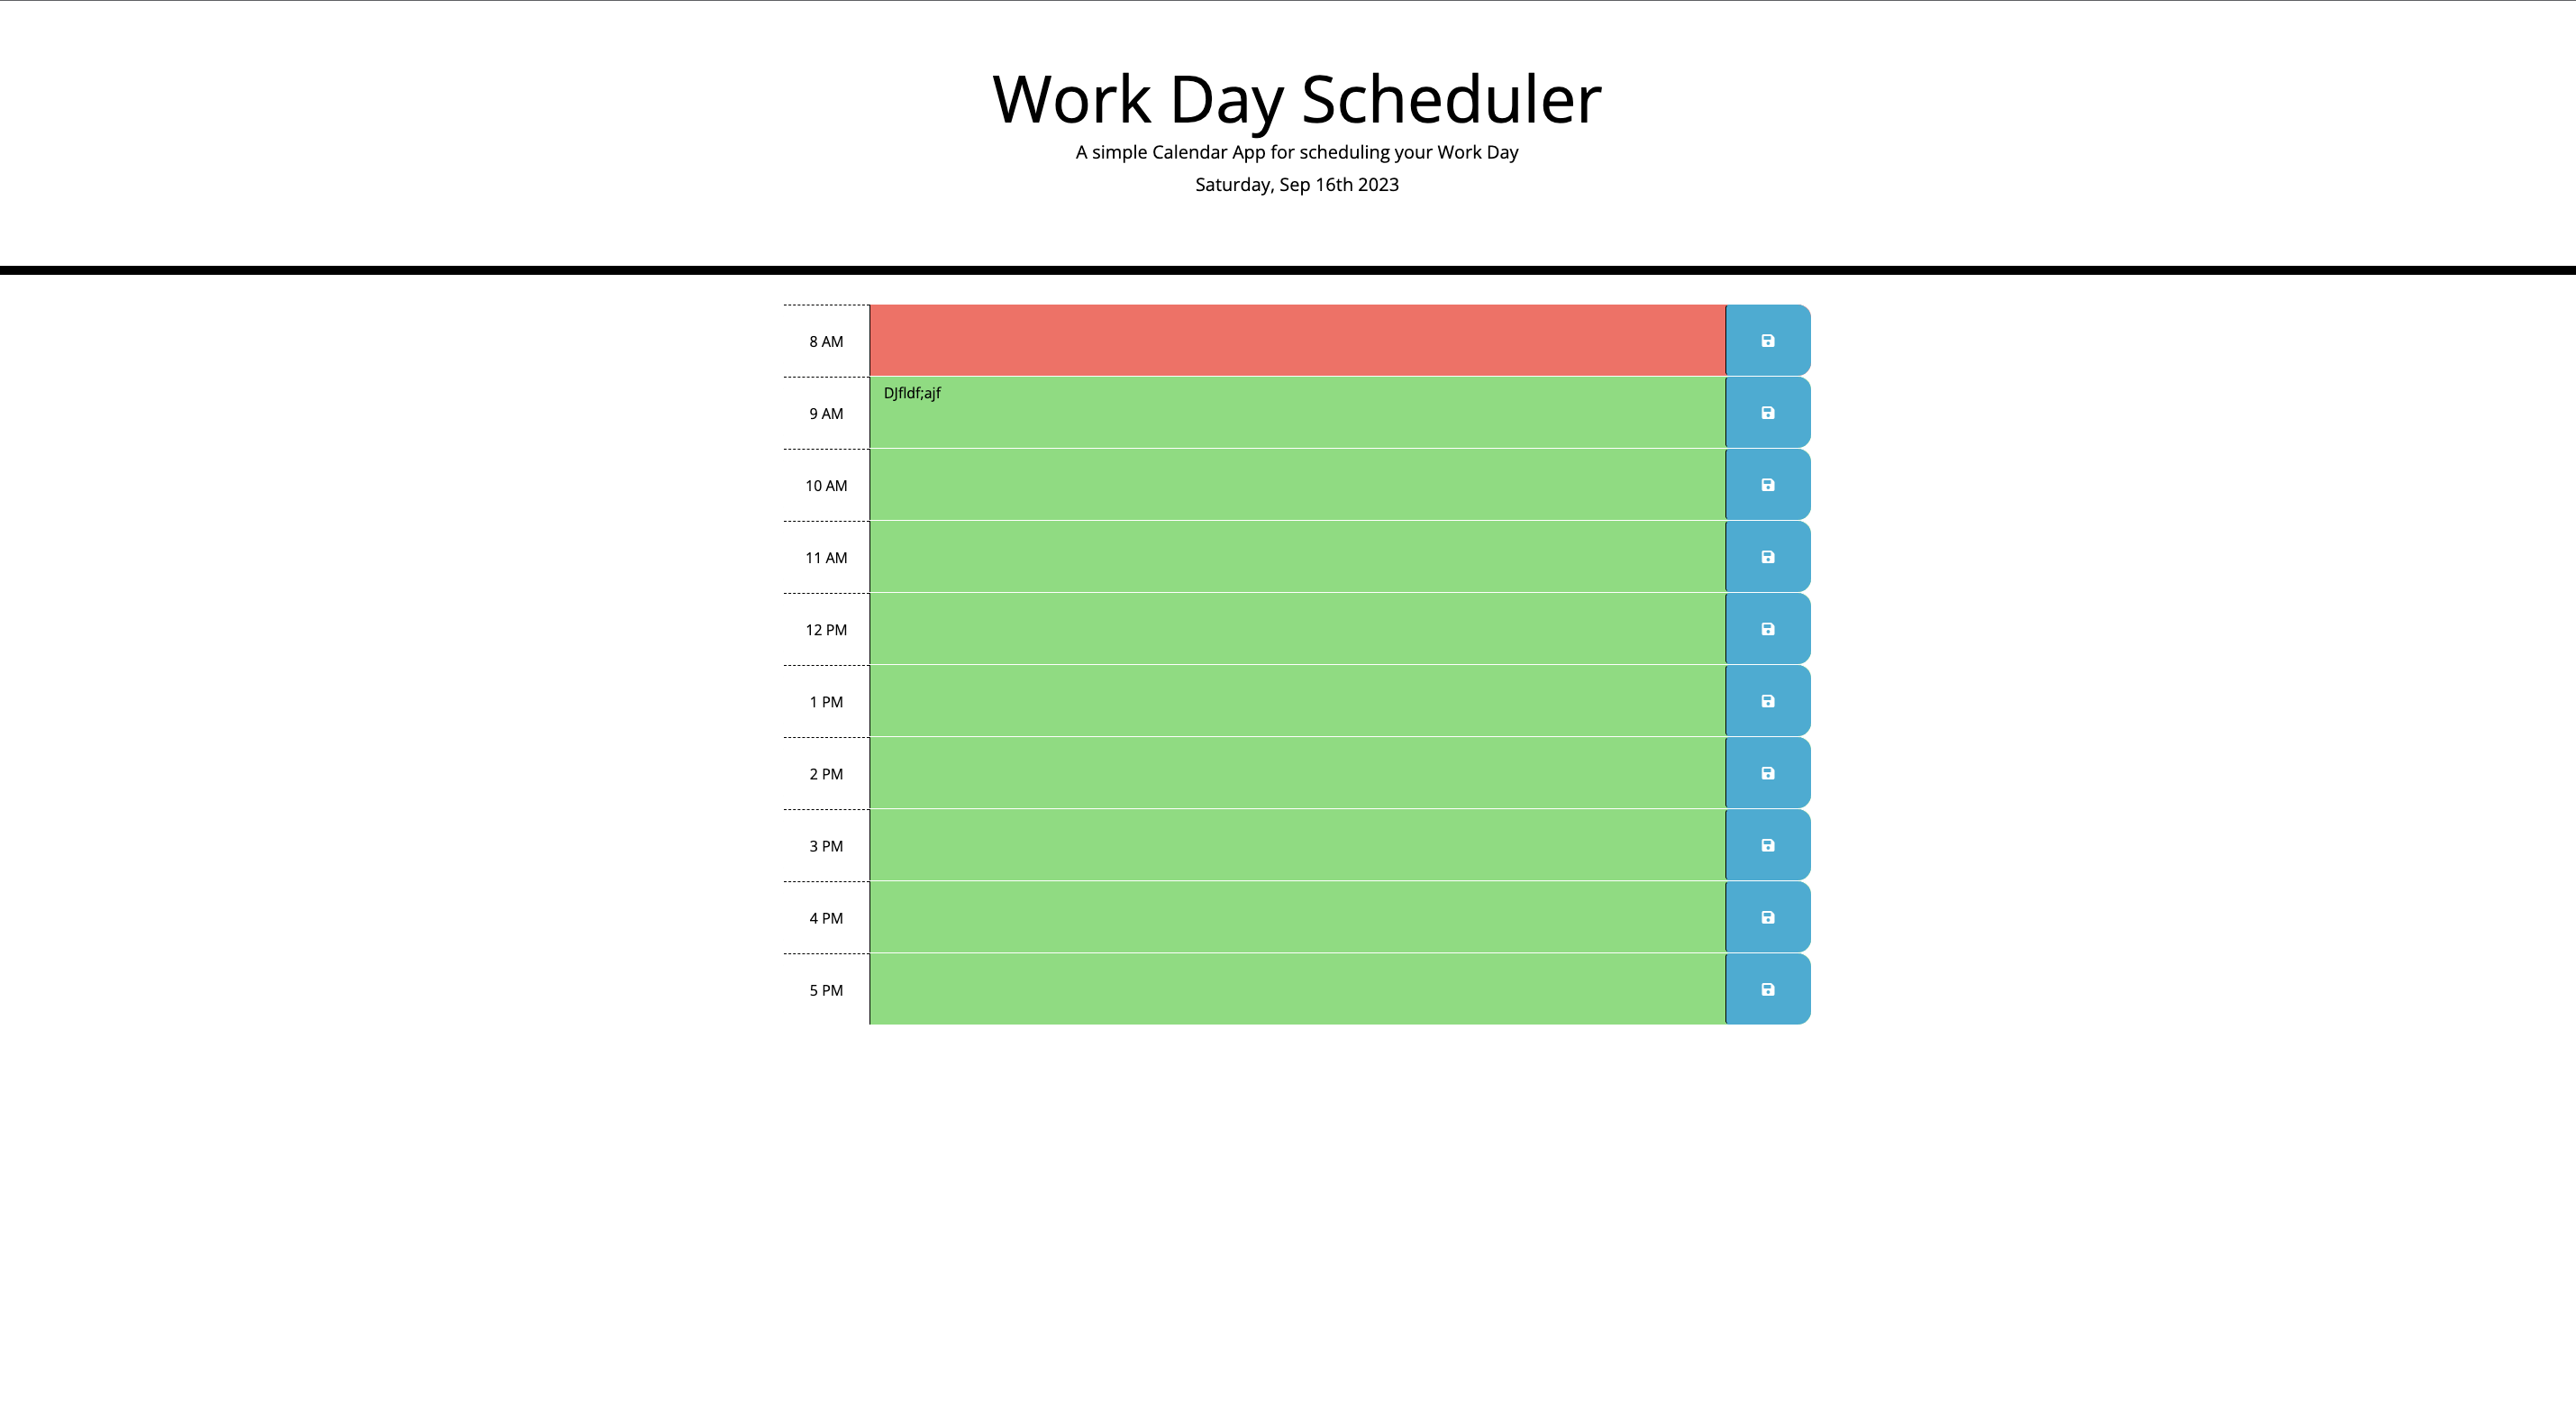 Work Day Scheduler
A simple Calendar App for scheduling your Work Day
Saturday, Sep 16th 2023
8 AM
9 AM
DJfldf;ajf
10 AM
11 AM
12 PM
1 PM
2 PM
3 PM
4 PM
5 PM